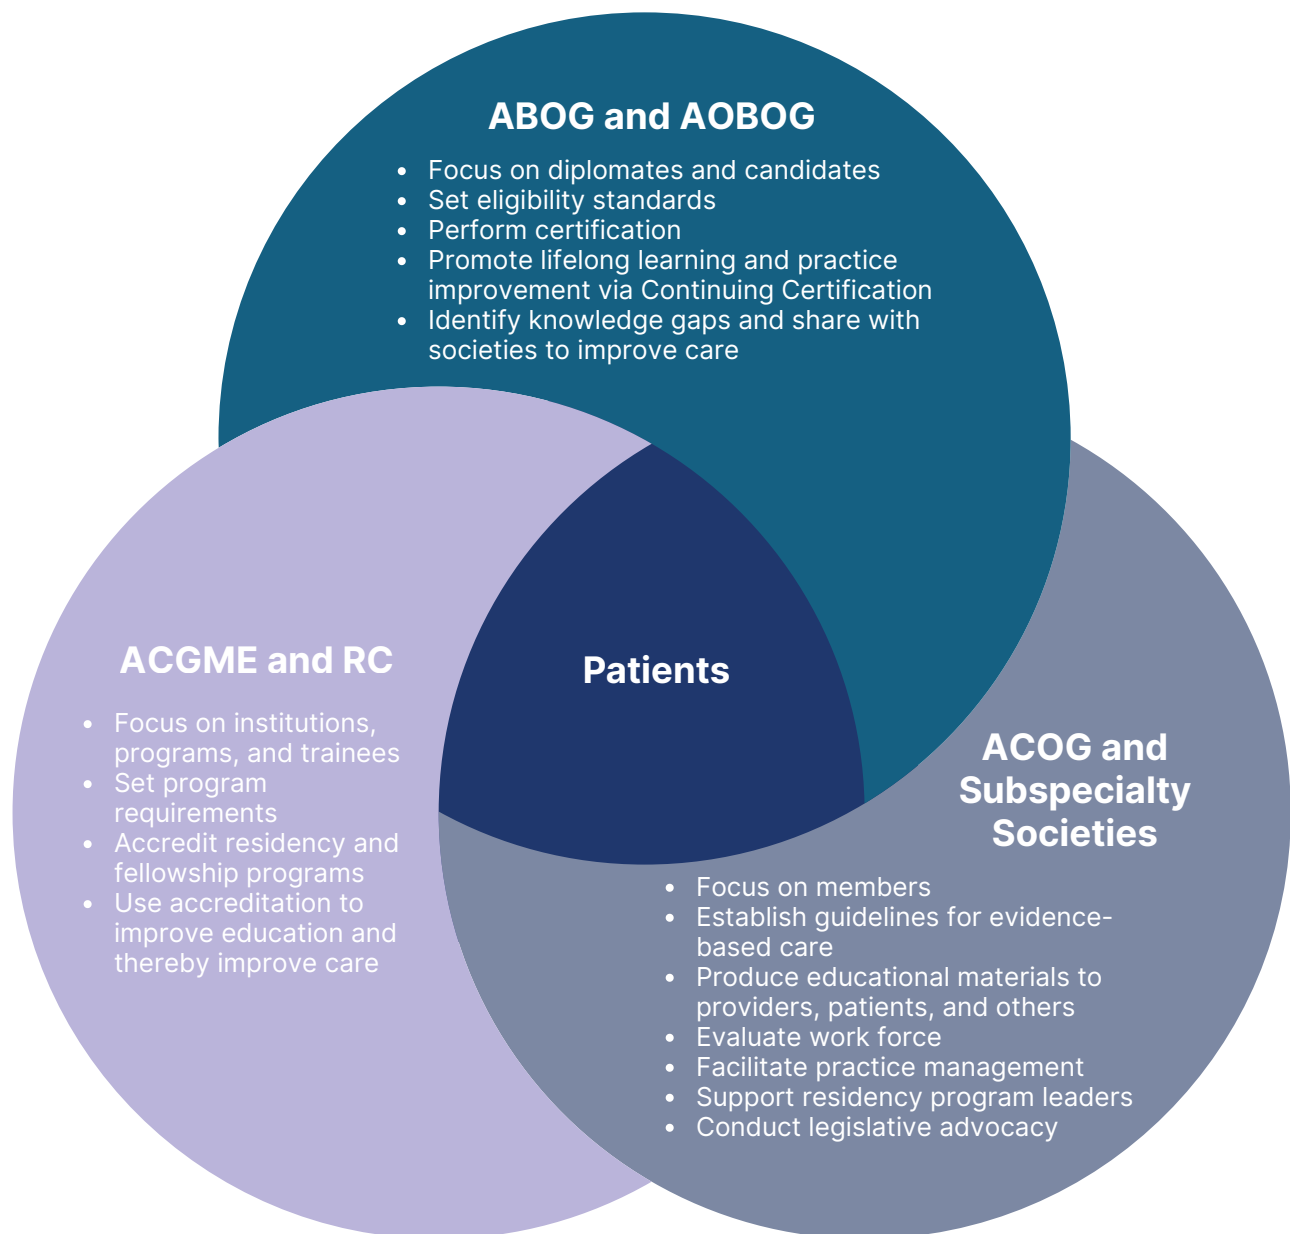 ABOG and AOBOG
• Focus on diplomates and candidates
• Set eligibility standards
• Perform certification
• Promote lifelong learning and practice
improvement via Continuing Certification
• Identify knowledge gaps and share with
societies to improve care
ACGME and RC
• Focus on institutions,
programs, and trainees
• Set program
requirements
• Accredit residency and
fellowship programs
• Use accreditation to
improve education and
thereby improve care
Patients
ACOG and
Subspecialty
Societies
• Focus on members
• Establish guidelines for evidence-
based care
• Produce educational materials to
providers, patients, and others
• Evaluate work force
• Facilitate practice management
• Support residency program leaders
• Conduct legislative advocacy